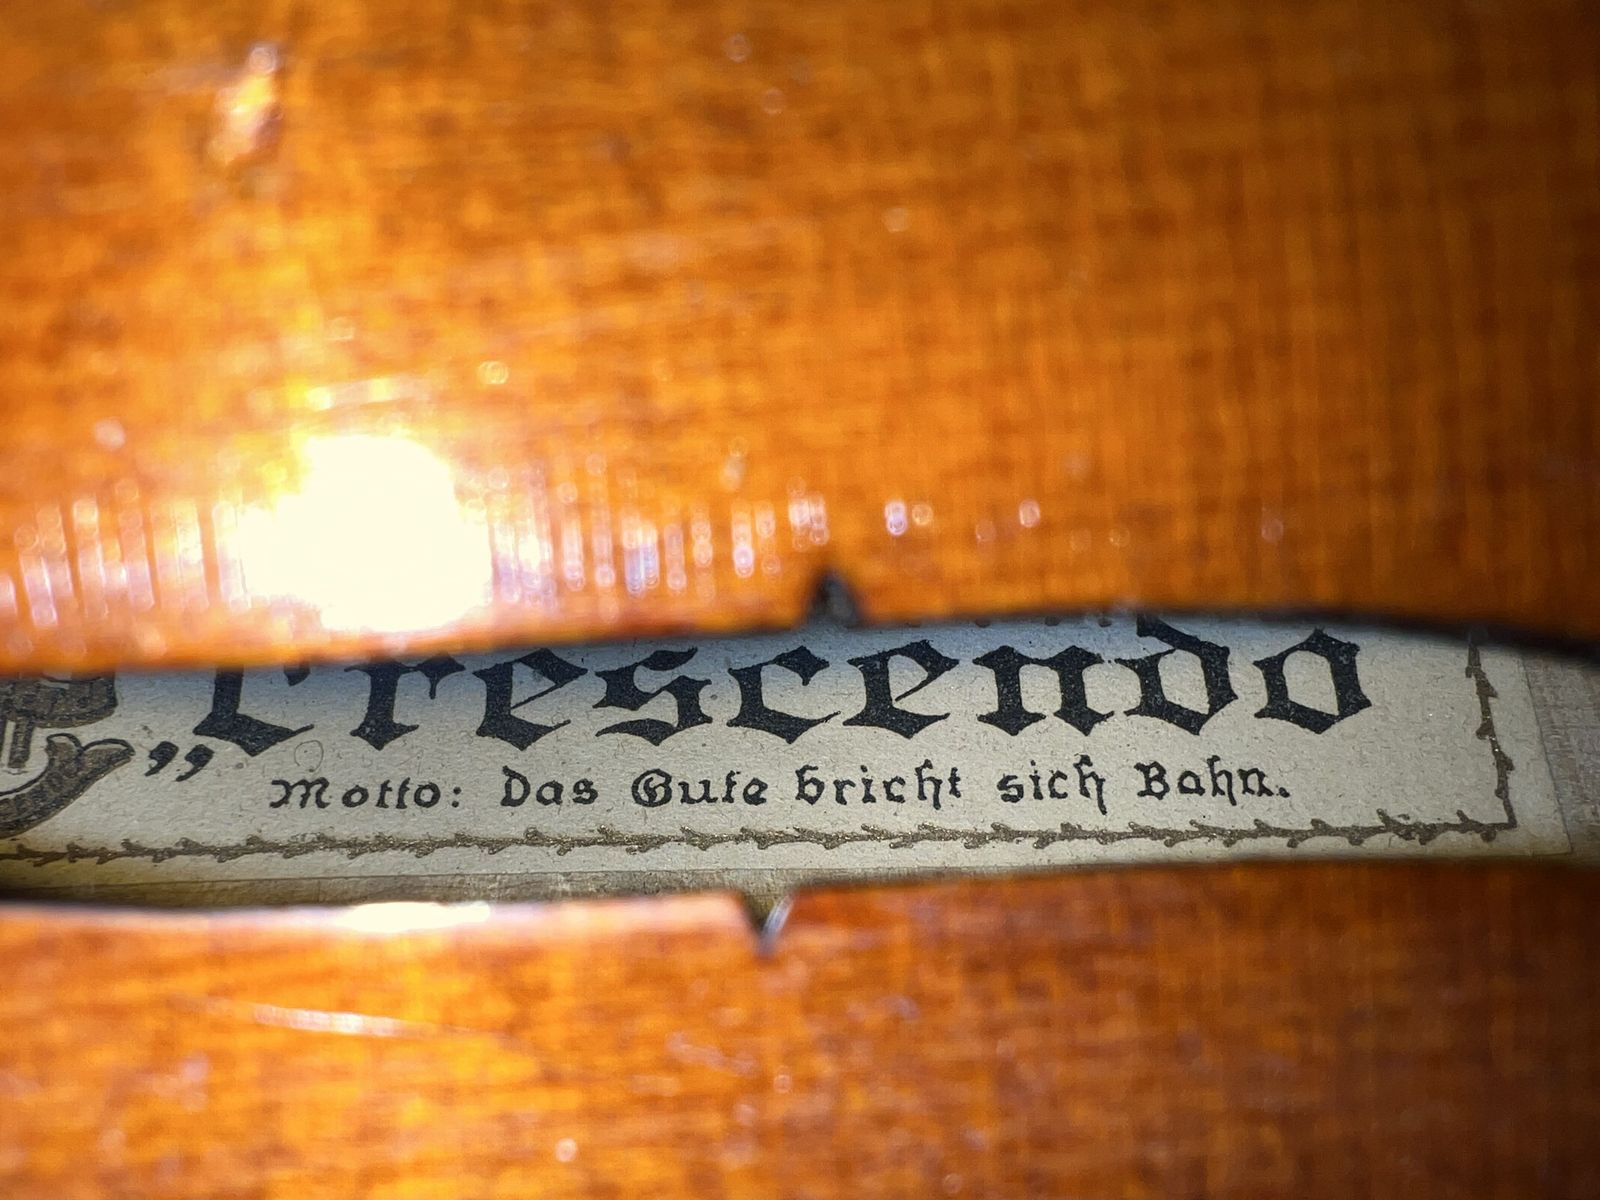 „Crescendo
Motto: Das Gute bricht sich Bahn.